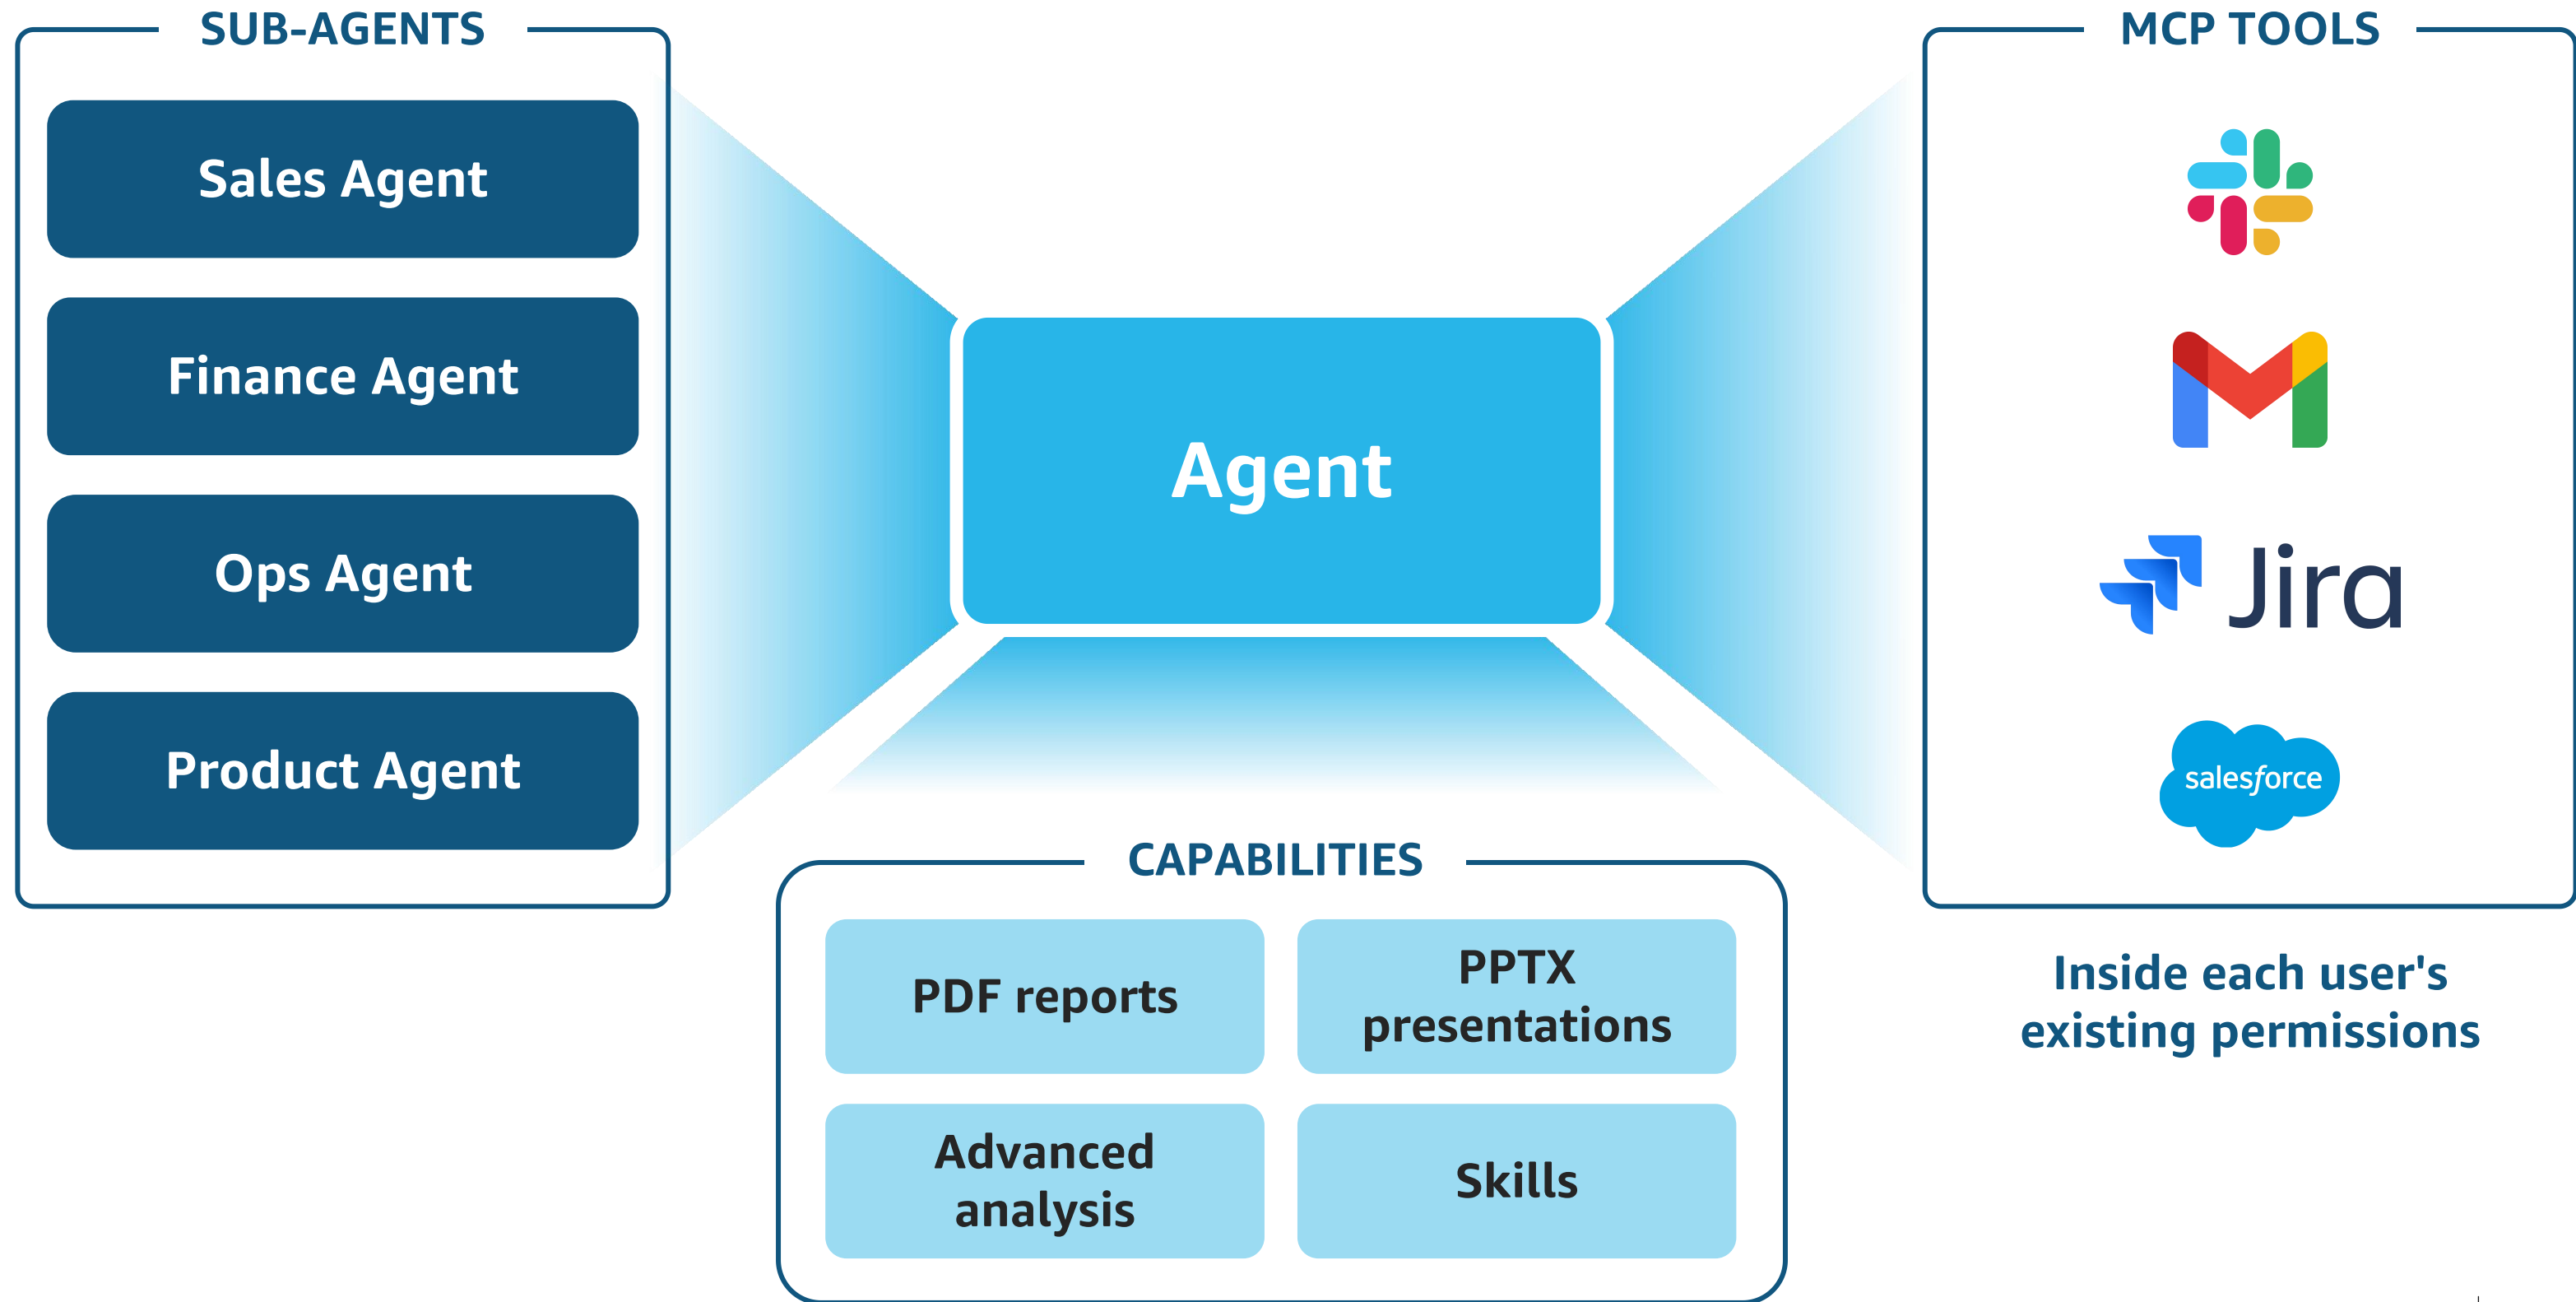 SUB-AGENTS
Sales Agent
Finance Agent
Ops Agent
Product Agent
Agent
MCP TOOLS
Jira
salesforce
Inside each user's
existing permissions
CAPABILITIES
PDF reports
PPTX
presentations
Advanced
analysis
Skills